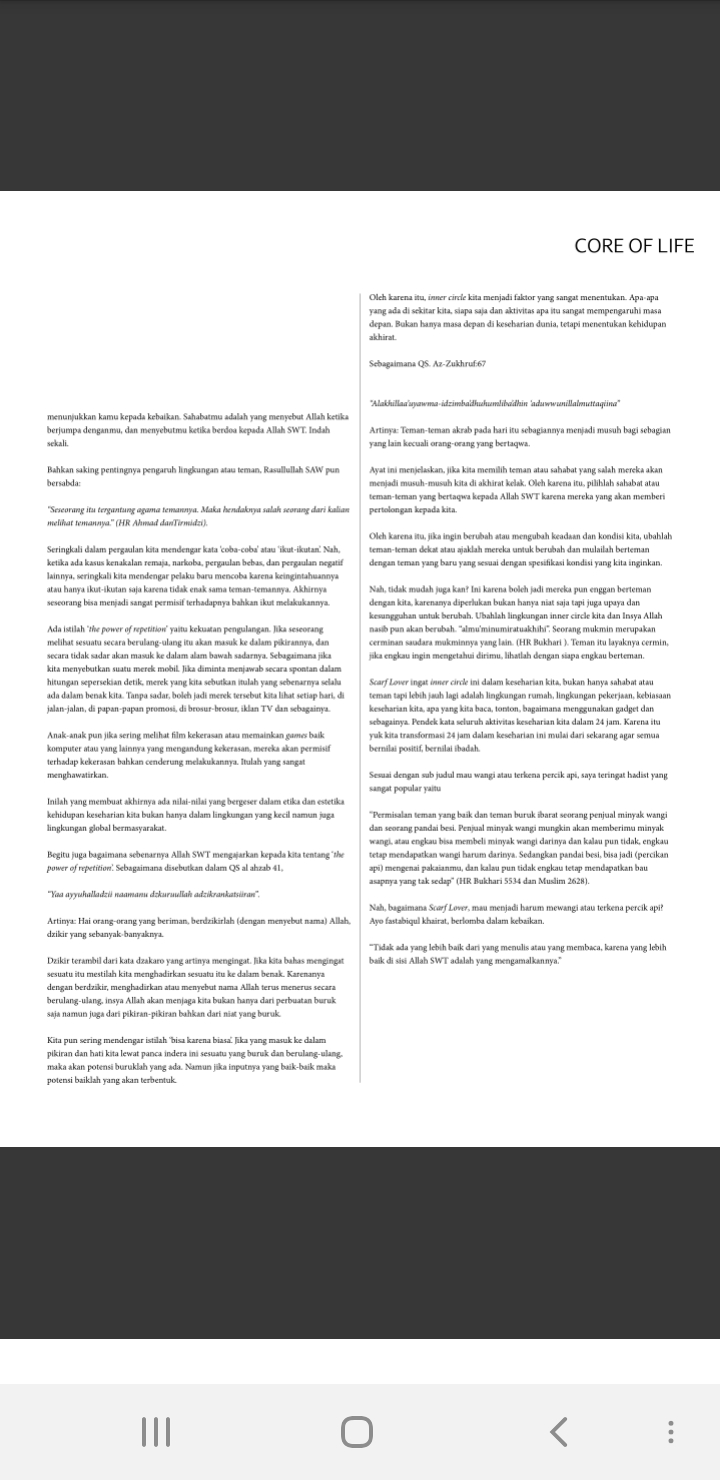 CORE OF LIFE
menunjukkan kamu kepada kebaikan. Sahabatmu adalah yang menyebut Allah ketika
berjumpa denganmu, dan menyebutmu ketika berdoa kepada Allah SWT. Indah
sekali.
Bahkan saking pentingnya pengaruh lingkungan atau teman, Rasullullah SAW pun
bersabda:
"Seseorang itu tergantung agama temannya. Maka hendaknya salah seorang dari kalian
melihat temannya." (HR Ahmad danTirmidzi).
Seringkali dalam pergaulan kita mendengar kata 'coba-coba' atau 'ikut-ikutan'. Nah,
ketika ada kasus kenakalan remaja, narkoba, pergaulan bebas, dan pergaulan negatif
lainnya, seringkali kita mendengar pelaku baru mencoba karena keingintahuannya
atau hanya ikut-ikutan saja karena tidak enak sama teman-temannya. Akhirnya
seseorang bisa menjadi sangat permisif terhadapnya bahkan ikut melakukannya.
Ada istilah 'the power of repetition' yaitu kekuatan pengulangan. Jika seseorang
melihat sesuatu secara berulang-ulang itu akan masuk ke dalam pikirannya, dan
secara tidak sadar akan masuk ke dalam alam bawah sadarnya. Sebagaimana jika
kita menyebutkan suatu merek mobil. Jika diminta menjawab secara spontan dalam
hitungan sepersekian detik, merek yang kita sebutkan itulah yang sebenarnya selalu
ada dalam benak kita. Tanpa sadar, boleh jadi merek tersebut kita lihat setiap hari, di
jalan-jalan, di papan-papan promosi, di brosur-brosur, iklan TV dan sebagainya.
Anak-anak pun jika sering melihat film kekerasan atau memainkan games baik
komputer atau yang lainnya yang mengandung kekerasan, mereka akan permisif
terhadap kekerasan bahkan cenderung melakukannya. Itulah yang sangat
menghawatirkan.
Inilah yang membuat akhirnya ada nilai-nilai yang bergeser dalam etika dan estetika
kehidupan keseharian kita bukan hanya dalam lingkungan yang kecil namun juga
lingkungan global bermasyarakat.
Begitu juga bagaimana sebenarnya Allah SWT mengajarkan kepada kita tentang 'the
power of repetition'. Sebagaimana disebutkan dalam QS al ahzab 41,
"Yaa ayyuhalladzii naamanu dzkuruullah adzikrankatsiiran".
Artinya: Hai orang-orang yang beriman, berdzikirlah (dengan menyebut nama) Allah,
dzikir yang sebanyak-banyaknya.
Dzikir terambil dari kata dzakaro yang artinya mengingat. Jika kita bahas mengingat
sesuatu itu mestilah kita menghadirkan sesuatu itu ke dalam benak. Karenanya
dengan berdzikir, menghadirkan atau menyebut nama Allah terus menerus secara
berulang-ulang, insya Allah akan menjaga kita bukan hanya dari perbuatan buruk
saja namun juga dari pikiran-pikiran bahkan dari niat yang buruk.
Kita pun sering mendengar istilah 'bisa karena biasa'. Jika yang masuk ke dalam
pikiran dan hati kita lewat panca indera ini sesuatu yang buruk dan berulang-ulang,
maka akan potensi buruklah yang ada. Namun jika inputnya yang baik-baik maka
potensi baiklah yang akan terbentuk.
Oleh karena itu, inner circle kita menjadi faktor yang sangat menentukan. Apa-apa
yang ada di sekitar kita, siapa saja dan aktivitas apa itu sangat mempengaruhi masa
depan. Bukan hanya masa depan di keseharian dunia, tetapi menentukan kehidupan
akhirat.
Sebagaimana QS. Az-Zukhruf:67
"Alakhillaa'uyawma-idzimba'dhuhumliba'dhin 'aduwwunillalmuttaqiina"
Artinya: Teman-teman akrab pada hari itu sebagiannya menjadi musuh bagi sebagian
yang lain kecuali orang-orang yang bertaqwa.
Ayat ini menjelaskan, jika kita memilih teman atau sahabat yang salah mereka akan
menjadi musuh-musuh kita di akhirat kelak. Oleh karena itu, pilihlah sahabat atau
teman-teman yang bertaqwa kepada Allah SWT karena mereka yang akan memberi
pertolongan kepada kita.
Oleh karena itu, jika ingin berubah atau mengubah keadaan dan kondisi kita, ubahlah
teman-teman dekat atau ajaklah mereka untuk berubah dan mulailah berteman
dengan teman yang baru yang sesuai dengan spesifikasi kondisi yang kita inginkan.
Nah, tidak mudah juga kan? Ini karena boleh jadi mereka pun enggan berteman
dengan kita, karenanya diperlukan bukan hanya niat saja tapi juga upaya dan
kesungguhan untuk berubah. Ubahlah lingkungan inner circle kita dan Insya Allah
nasib pun akan berubah. "almu'minumiratuakhihi". Seorang mukmin merupakan
cerminan saudara mukminnya yang lain. (HR Bukhari ). Teman itu layaknya cermin,
jika engkau ingin mengetahui dirimu, lihatlah dengan siapa engkau berteman.
Scarf Lover ingat inner circle ini dalam keseharian kita, bukan hanya sahabat atau
teman tapi lebih jauh lagi adalah lingkungan rumah, lingkungan pekerjaan, kebiasaan
keseharian kita, apa yang kita baca, tonton, bagaimana menggunakan gadget dan
sebagainya. Pendek kata seluruh aktivitas keseharian kita dalam 24 jam. Karena itu
yuk kita transformasi 24 jam dalam keseharian ini mulai dari sekarang agar semua
bernilai positif, bernilai ibadah.
Sesuai dengan sub judul mau wangi atau terkena percik api, saya teringat hadist yang
sangat popular yaitu
"Permisalan teman yang baik dan teman buruk ibarat seorang penjual minyak wangi
dan seorang pandai besi. Penjual minyak wangi mungkin akan memberimu minyak
wangi, atau engkau bisa membeli minyak wangi darinya dan kalau pun tidak, engkau
tetap mendapatkan wangi harum darinya. Sedangkan pandai besi, bisa jadi (percikan
api) mengenai pakaianmu, dan kalau pun tidak engkau tetap mendapatkan bau
asapnya yang tak sedap" (HR Bukhari 5534 dan Muslim 2628).
Nah, bagaimana Scarf Lover, mau menjadi harum mewangi atau terkena percik api?
Ayo fastabiqul khairat, berlomba dalam kebaikan.
"Tidak ada yang lebih baik dari yang menulis atau yang membaca, karena yang lebih
baik di sisi Allah SWT adalah yang mengamalkannya."